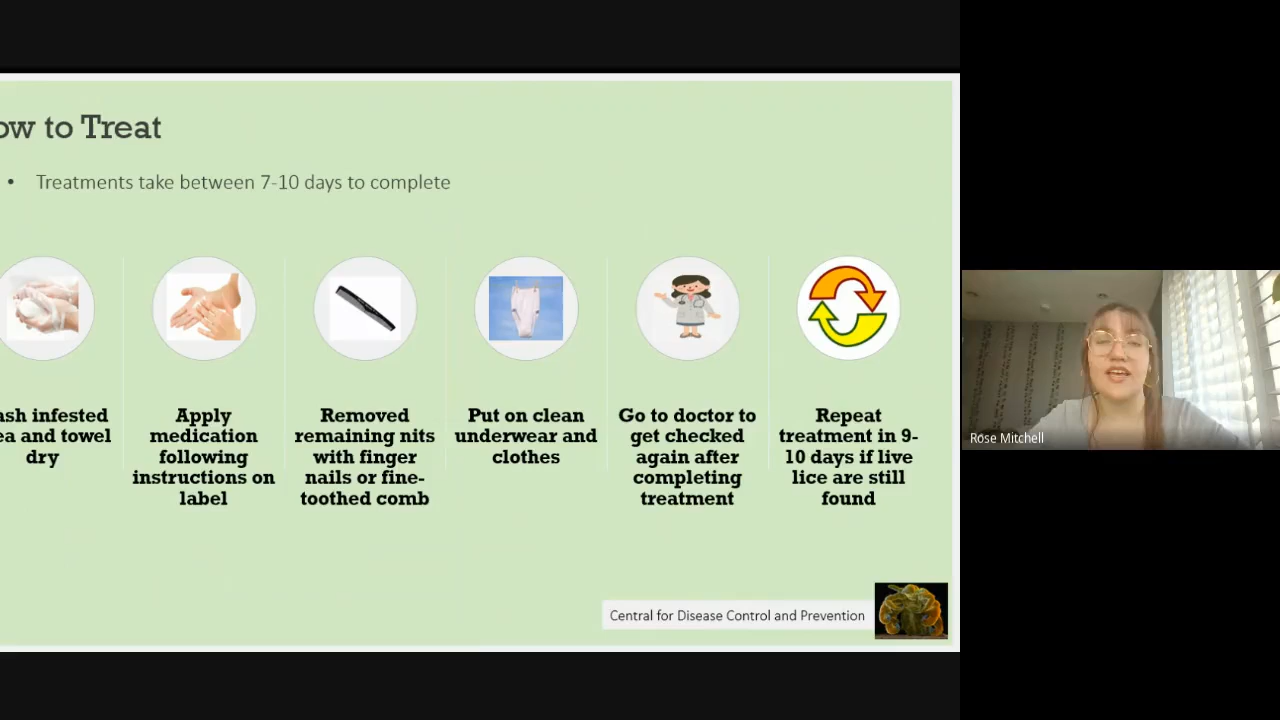 ow to Treat
• Treatments take between 7-10 days to complete
ash infested
ea and towel
dry
Apply
medication
following
instructions on
label
Removed
remaining nits
with finger
nails or fine-
toothed comb
Put on clean
underwear and
clothes
Go to doctor to
get checked
again after
completing
treatment
Repeat
treatment in 9-
10 days if live
lice are still
found
Central for Disease Control and Prevention
Rose Mitchell